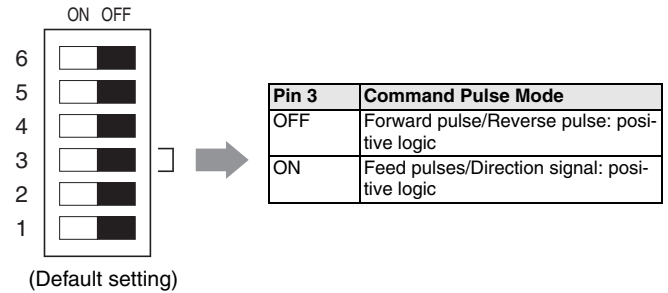 ON OFF
6
5
4
3
2
1
(Default setting)
Pin 3 Command Pulse Mode
OFF Forward pulse/Reverse pulse: posi-
tive logic
ON Feed pulses/Direction signal: posi-
tive logic